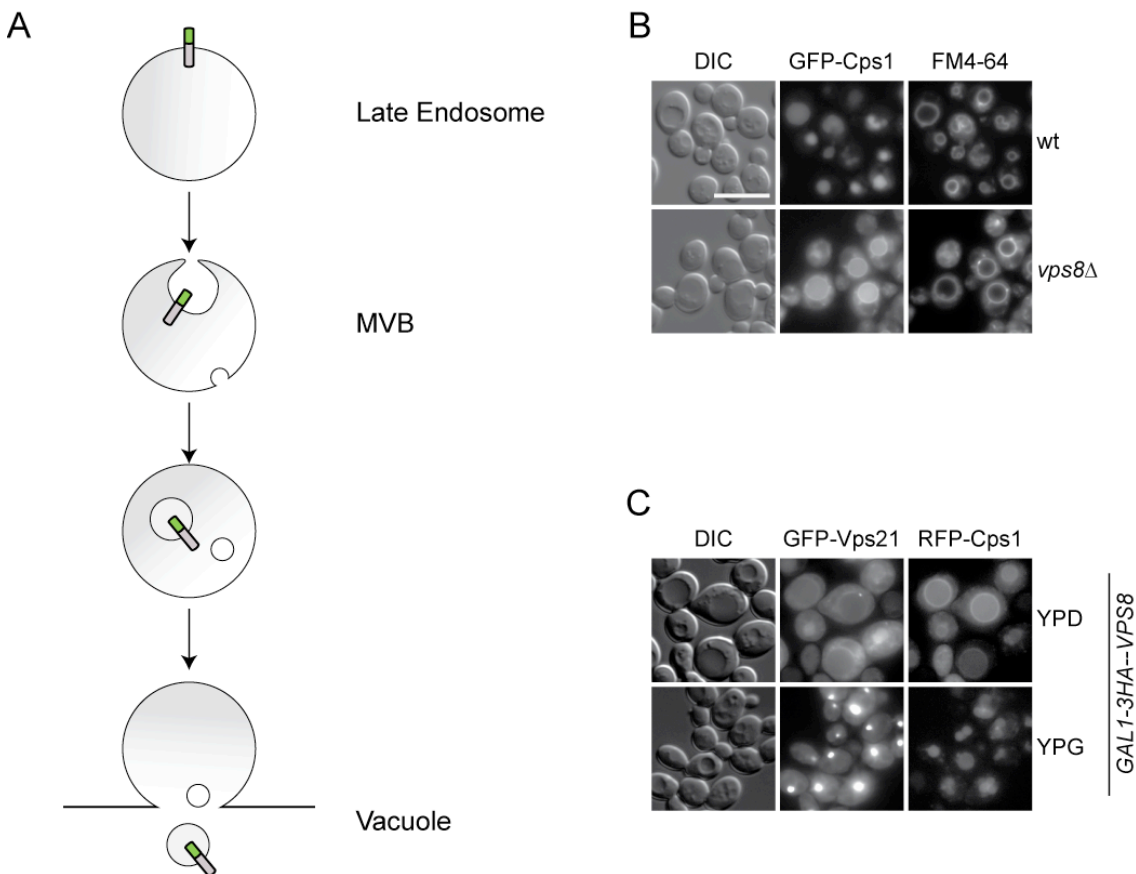 A
Late Endosome
MVB
Vacuole
B
DIC GFP-Cps1 FM4-64
wt
vps8Δ
C
DIC GFP-Vps21 RFP-Cps1
YPD
YPG
GAL1-3HA--VPS8